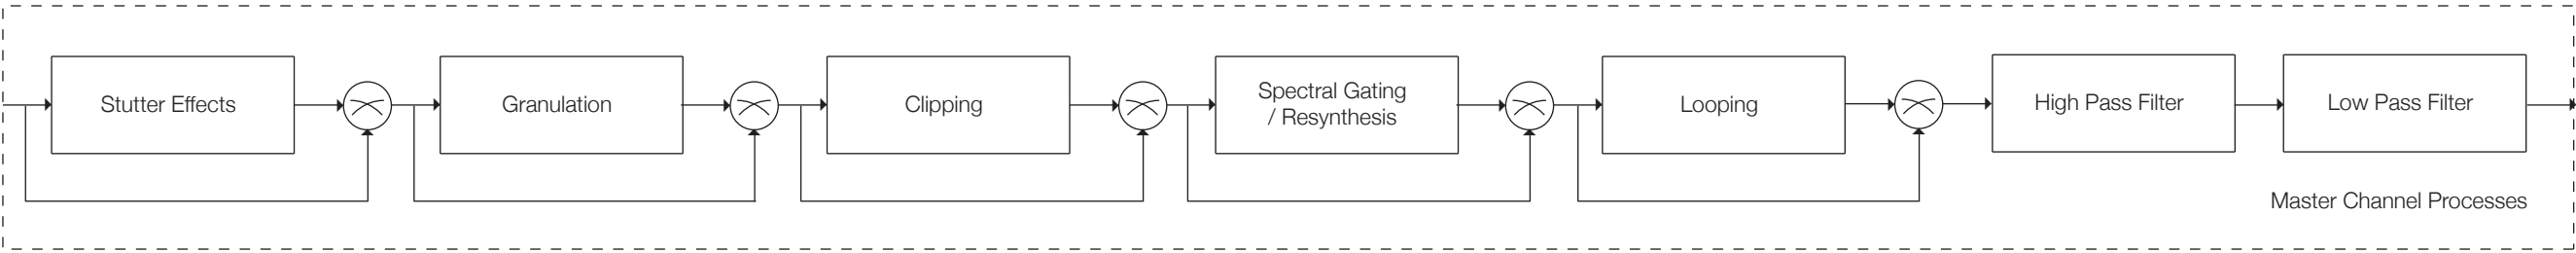 Stutter Effects
Granulation
Clipping
Spectral Gating
/ Resynthesis
Looping
High Pass Filter
Low Pass Filter
Master Channel Processes